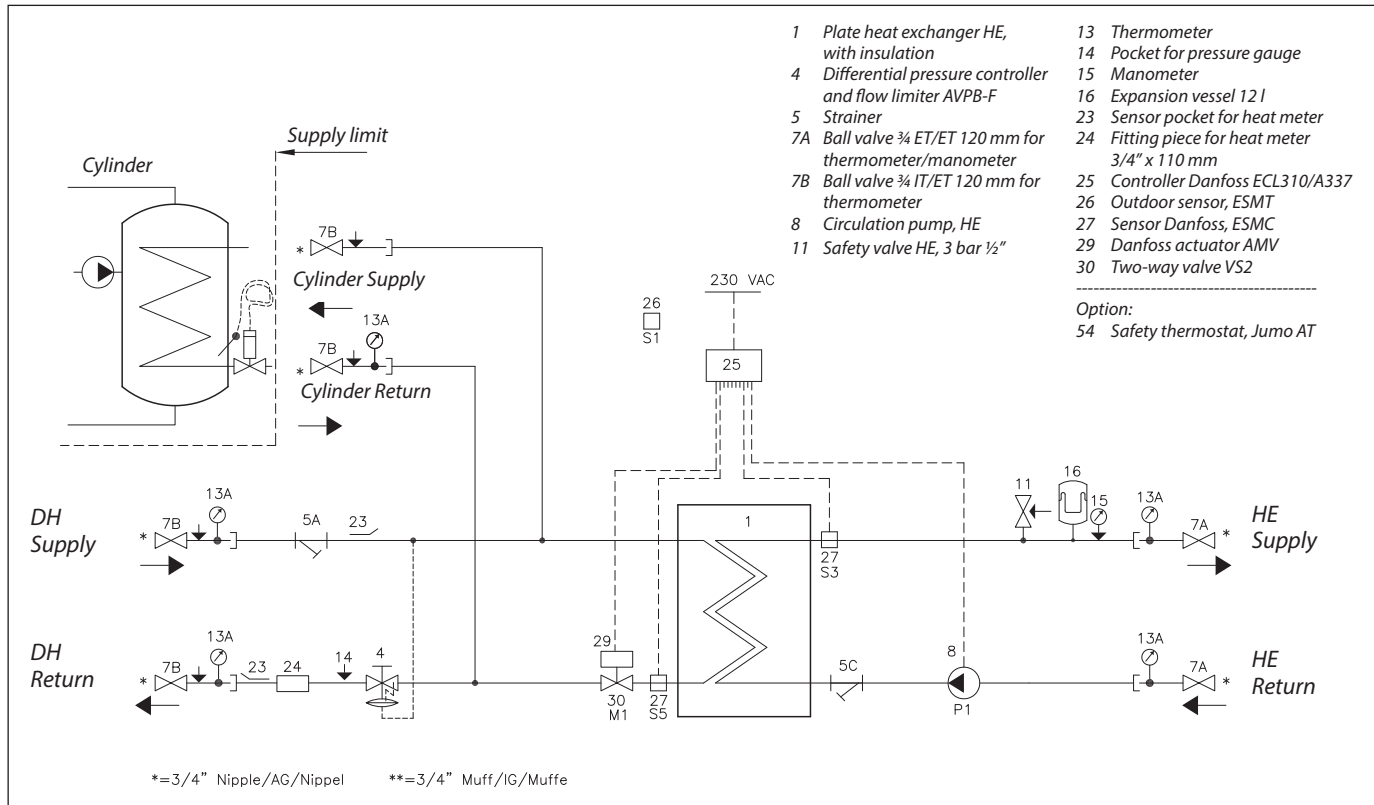 1 Plate heat exchanger HE,
with insulation
4 Differential pressure controller
and flow limiter AVPB-F
5 Strainer
7A Ball valve ¾ ET/ET 120 mm for
thermometer/manometer
7B Ball valve ¾ IT/ET 120 mm for
thermometer
8 Circulation pump, HE
11 Safety valve HE, 3 bar ½″
13 Thermometer
14 Pocket for pressure gauge
15 Manometer
16 Expansion vessel 12 l
23 Sensor pocket for heat meter
24 Fitting piece for heat meter
3/4″ x 110 mm
25 Controller Danfoss ECL310/A337
26 Outdoor sensor, ESMT
27 Sensor Danfoss, ESMC
29 Danfoss actuator AMV
30 Two-way valve VS2
Option:
54 Safety thermostat, Jumo AT
Supply limit
Cylinder
* 7B
Cylinder Supply
13A
* 7B
Cylinder Return
26
S1
230 VAC
25
DH
Supply
* 7B
13A
5A
23
1
27
S3
11
16
15
13A
7A *
HE
Supply
DH
Return
* 7B
13A
23
24
14
4
29
30
M1
27
S5
5C
8
P1
13A
7A *
HE
Return
*=3/4" Nipple/AG/Nippel **=3/4" Muff/IG/Muffe